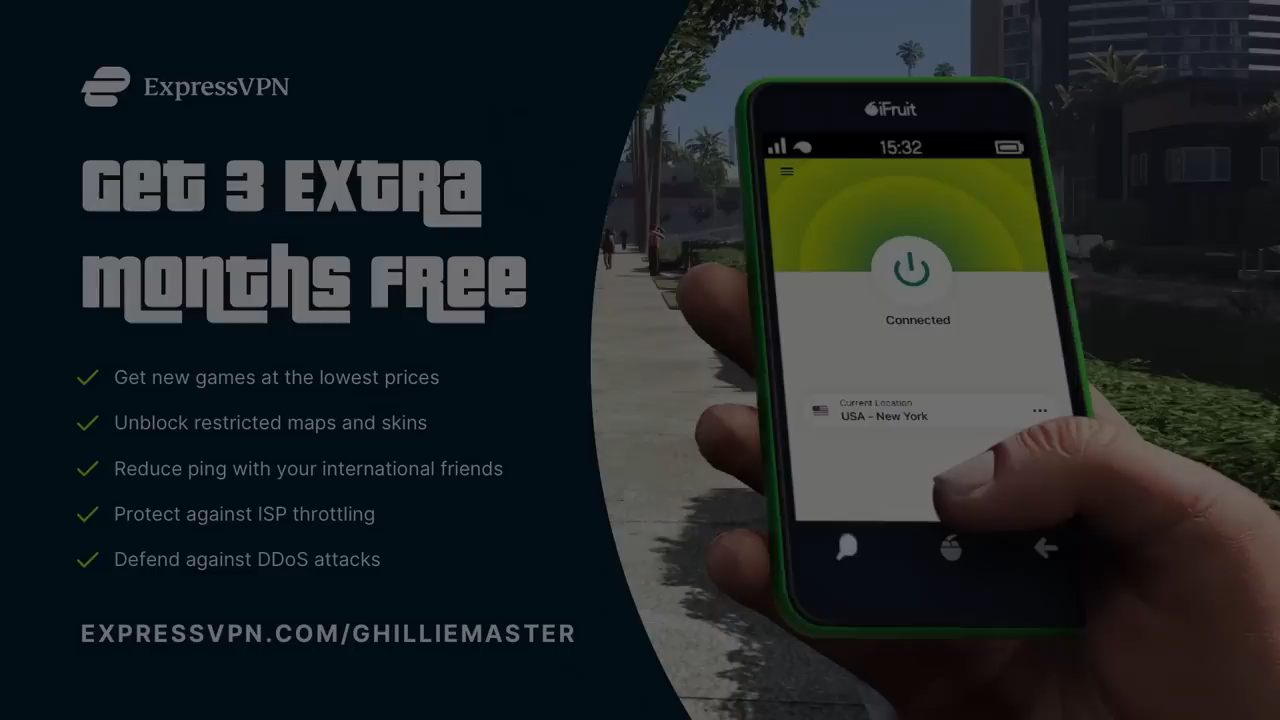 ExpressVPN
Get 3 Extra
months Free
Get new games at the lowest prices
Unblock restricted maps and skins
Reduce ping with your international friends
Protect against ISP throttling
Defend against DDoS attacks
EXPRESSVPN.COM/GHILLIEMASTER
iFruit
15:32
Connected
Current Location
USA - New York